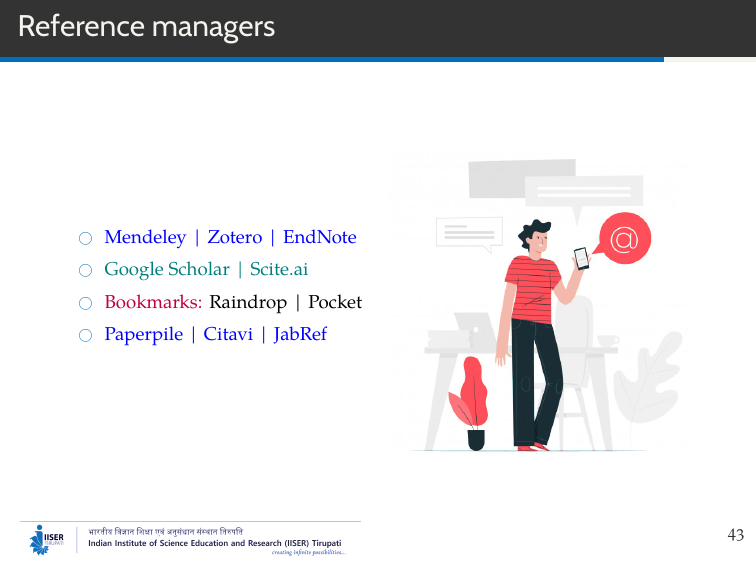 Reference managers
Mendeley | Zotero | EndNote
Google Scholar | Scite.ai
Bookmarks: Raindrop | Pocket
Paperpile | Citavi | JabRef
@
IISER
TIRUPATI
भारतीय विज्ञान शिक्षा एवं अनुसंधान संस्थान तिरुपति
Indian Institute of Science Education and Research (IISER) Tirupati
creating infinite possibilities...
43